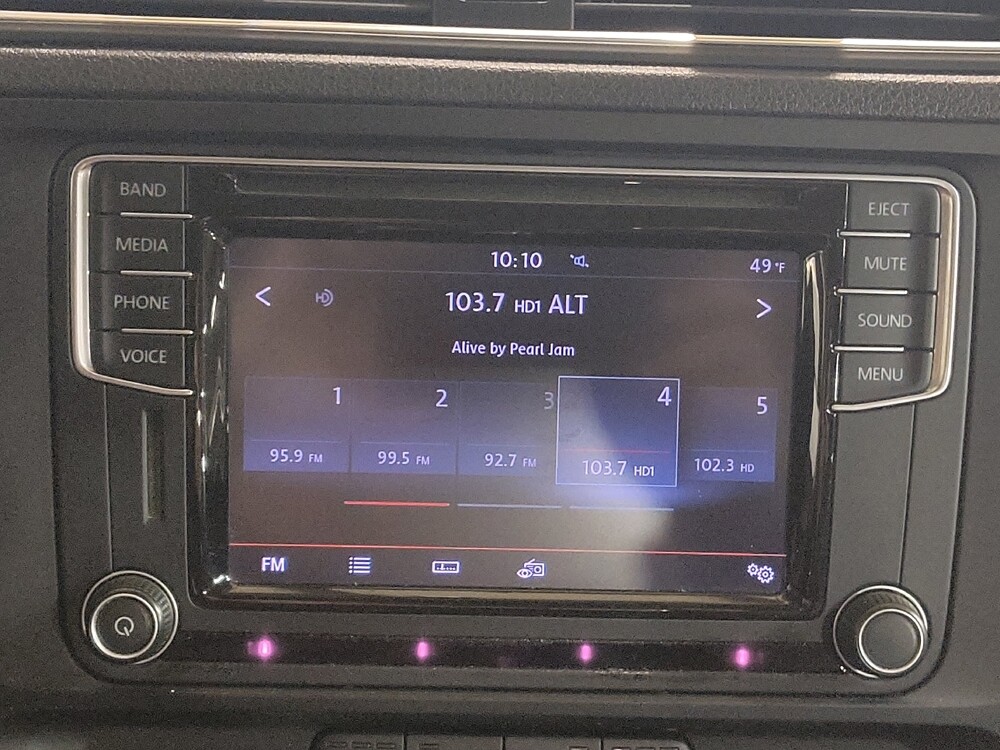 BAND
MEDIA
PHONE
VOICE
EJECT
MUTE
SOUND
MENU
10:10
49°F
< HD >
103.7 HD1 ALT
Alive by Pearl Jam
1 2 3 4 5
95.9 FM 99.5 FM 92.7 FM 103.7 HD1 102.3 HD
FM